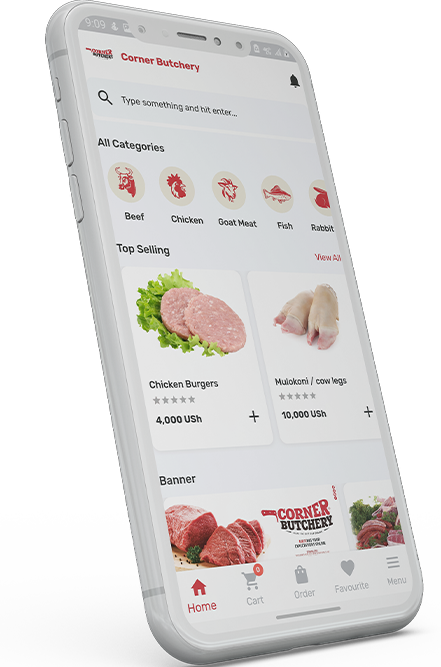 9:09
CORNER
BUTCHERY
Corner Butchery
Type something and hit enter...
All Categories
Beef
Chicken
Goat Meat
Fish
Rabbit
Top Selling
View All
Chicken Burgers
4,000 USh
+
Mulokoni / cow legs
10,000 USh
+
Banner
CORNER
BUTCHERY
0
Home
Cart
Order
Favourite
Menu